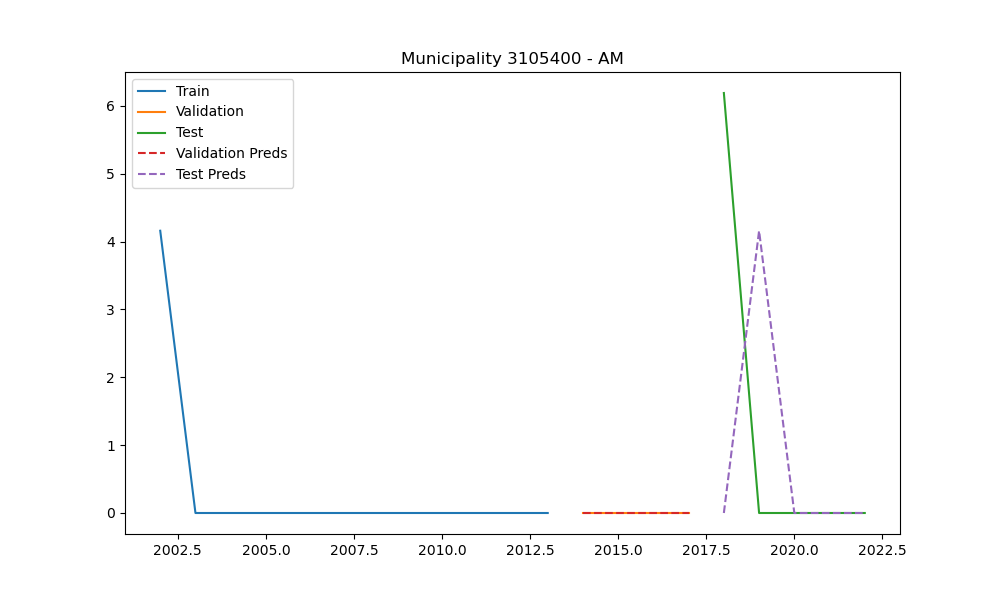 Municipality 3105400 - AM
Train
Validation
Test
Validation Preds
Test Preds
6
5
4
3
2
1
0
2002.5 2005.0 2007.5 2010.0 2012.5 2015.0 2017.5 2020.0 2022.5